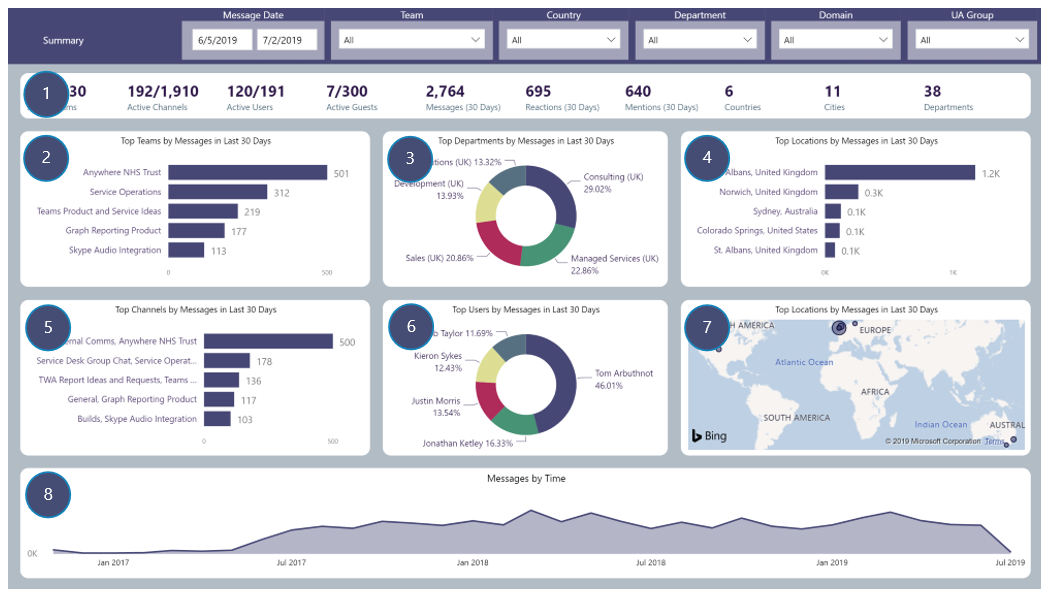 Summary
Message Date
6/5/2019
7/2/2019
Team
All
Country
All
Department
All
Domain
All
UA Group
All
1
30
192/1,910
Active Channels
120/191
Active Users
7/300
Active Guests
2,764
Messages (30 Days)
695
Reactions (30 Days)
640
Mentions (30 Days)
6
Countries
11
Cities
38
Departments
2
Top Teams by Messages in Last 30 Days
Anywhere NHS Trust
501
Service Operations
312
Teams Product and Service Ideas
219
Graph Reporting Product
177
Skype Audio Integration
113
0
500
3
Top Departments by Messages in Last 30 Days
(UK) 13.32%
Consulting (UK)
29.02%
Development (UK)
13.93%
Sales (UK) 20.86%
Managed Services (UK)
22.86%
4
Top Locations by Messages in Last 30 Days
Albans, United Kingdom
1.2K
Norwich, United Kingdom
0.3K
Sydney, Australia
0.1K
Colorado Springs, United States
0.1K
St. Albans, United Kingdom
0.1K
0K
1K
5
Top Channels by Messages in Last 30 Days
Comms, Anywhere NHS Trust
500
Service Desk Group Chat, Service Operat...
178
TWA Report Ideas and Requests, Teams ...
136
General, Graph Reporting Product
117
Builds, Skype Audio Integration
103
0
500
6
Top Users by Messages in Last 30 Days
Taylor 11.69%
Kieron Sykes
12.43%
Tom Arbuthnot
46.01%
Justin Morris
13.54%
Jonathan Ketley 16.33%
7
Top Locations by Messages in Last 30 Days
AMERICA
EUROPE
Atlantic Ocean
AFRICA
SOUTH AMERICA
Indian Ocean
AUSTRAL
Bing
© 2019 Microsoft Corporation Terms
8
Messages by Time
0K
Jan 2017
Jul 2017
Jan 2018
Jul 2018
Jan 2019
Jul 2019